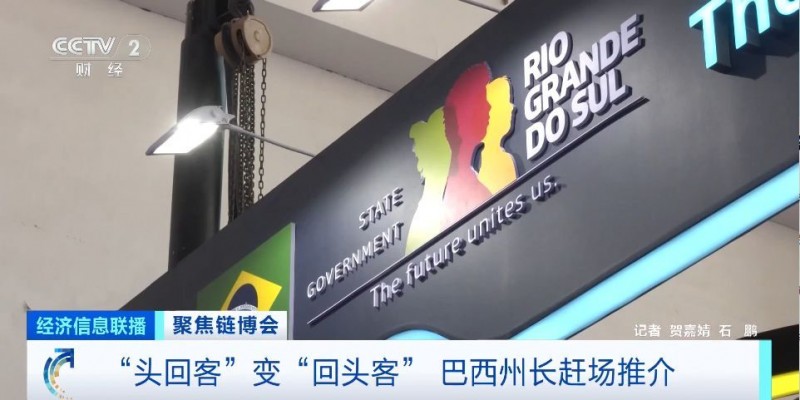 CCTV 2
财经
The
RIO
GRANDE
DO SUL
STATE
GOVERNMENT
The future unites us.
经济信息联播
聚焦链博会
记者 贺嘉靖 石 鹏
“头回客”变“回头客” 巴西州长赶场推介